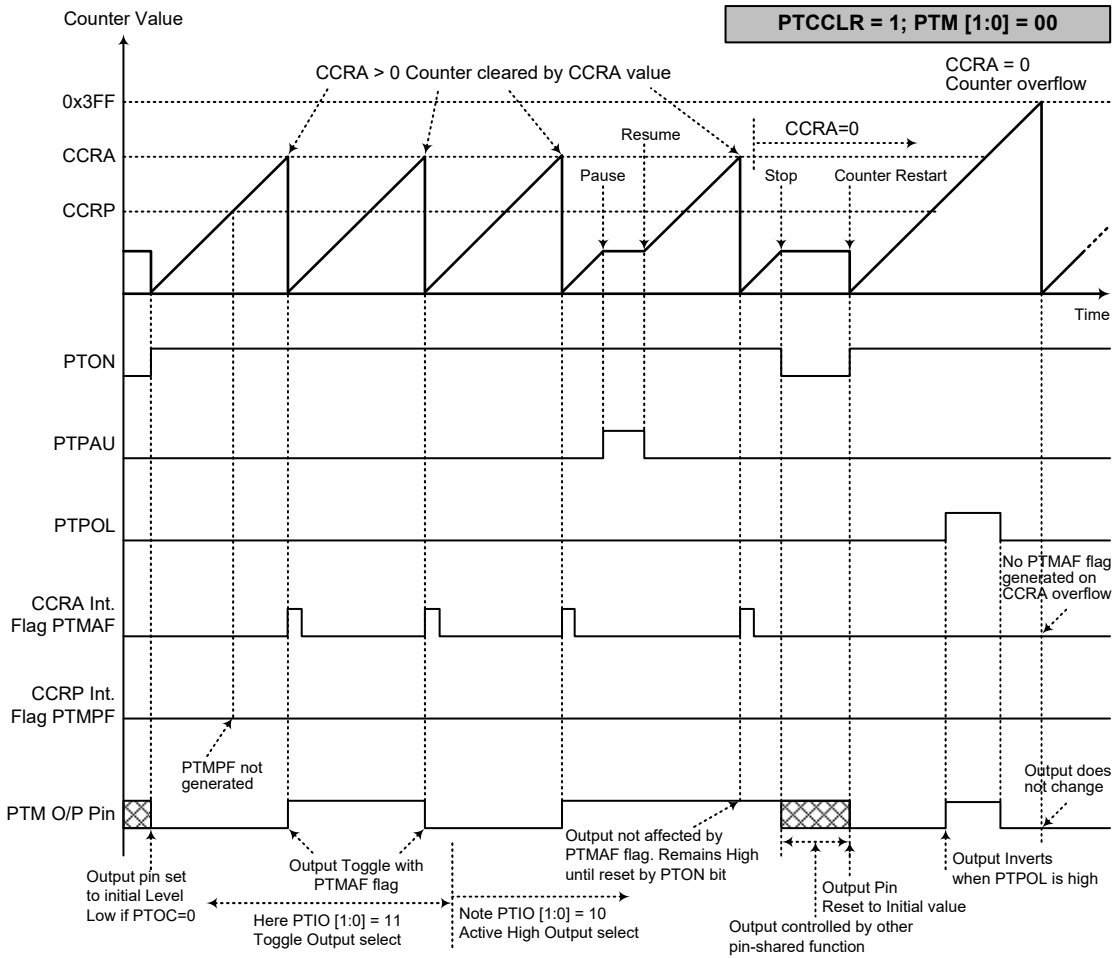 Counter Value
PTCCLR = 1; PTM [1:0] = 00
CCRA > 0 Counter cleared by CCRA value
CCRA = 0
Counter overflow
0x3FF
Resume
CCRA=0
CCRA
Pause
Stop
Counter Restart
CCRP
Time
PTON
PTPAU
PTPOL
No PTMAF flag
generated on
CCRA overflow
CCRA Int.
Flag PTMAF
CCRP Int.
Flag PTMPF
PTMPF not
generated
Output does
not change
PTM O/P Pin
Output pin set
to initial Level
Low if PTOC=0
Output Toggle with
PTMAF flag
Here PTIO [1:0] = 11
Toggle Output select
Note PTIO [1:0] = 10
Active High Output select
Output not affected by
PTMAF flag. Remains High
until reset by PTON bit
Output Pin
Reset to Initial value
Output controlled by other
pin-shared function
Output Inverts
when PTPOL is high